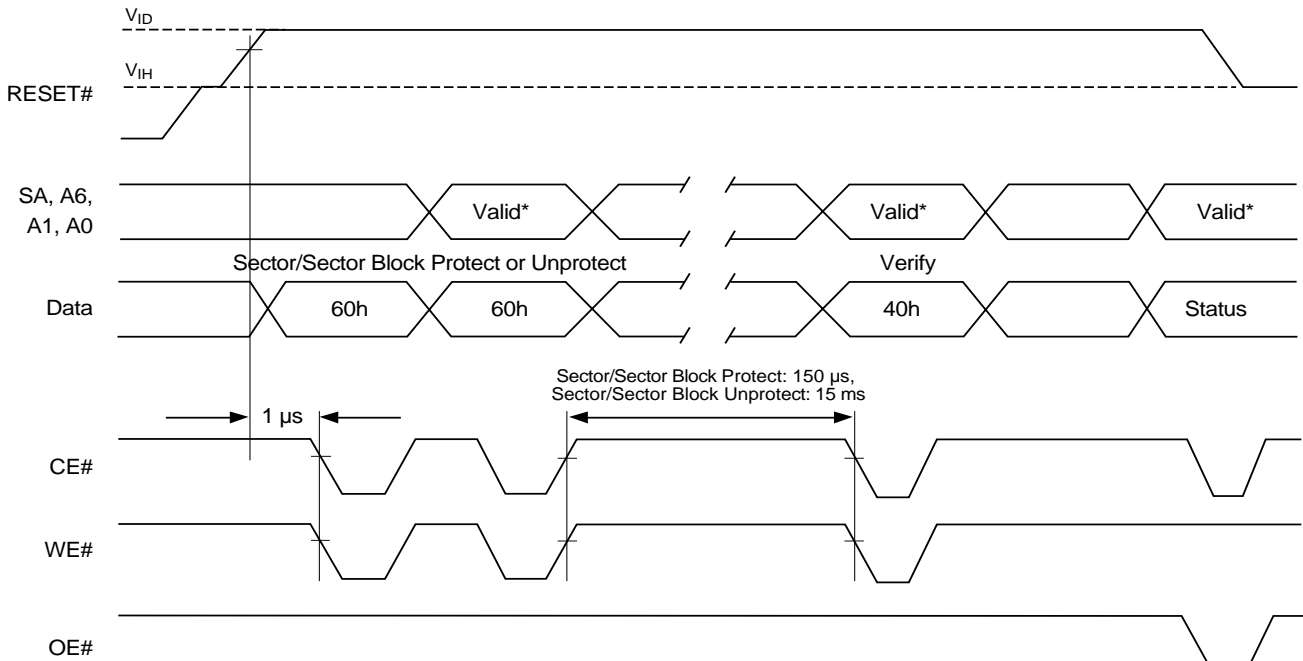 VID
VIH
RESET#
SA, A6,
A1, A0
Valid*
Valid*
Valid*
Sector/Sector Block Protect or Unprotect
Verify
Data
60h
60h
40h
Status
Sector/Sector Block Protect: 150 µs,
Sector/Sector Block Unprotect: 15 ms
1 µs
CE#
WE#
OE#